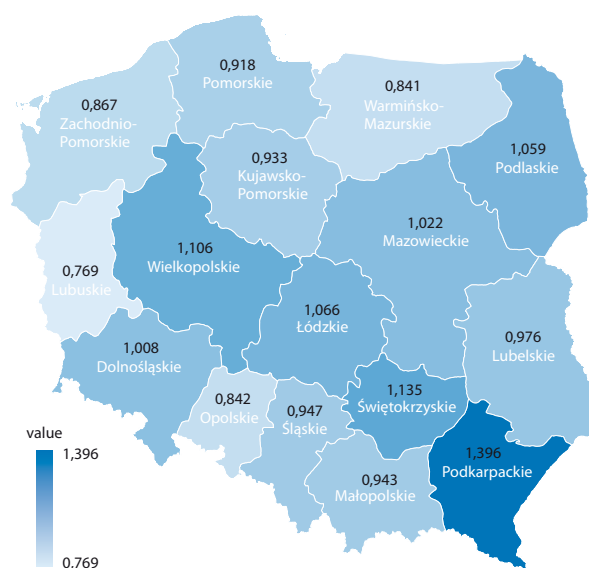 0,918
Pomorskie
0,841
Warmińsko-
Mazurskie
0,867
Zachodnio-
Pomorskie
1,059
Podlaskie
0,933
Kujawsko-
Pomorskie
1,022
Mazowieckie
1,106
Wielkopolskie
0,769
Lubuskie
1,066
Łódzkie
0,976
Lubelskie
1,008
Dolnośląskie
0,842
Opolskie
0,947
Śląskie
1,135
Świętokrzyskie
1,396
Podkarpackie
0,943
Małopolskie
value
1,396
0.769